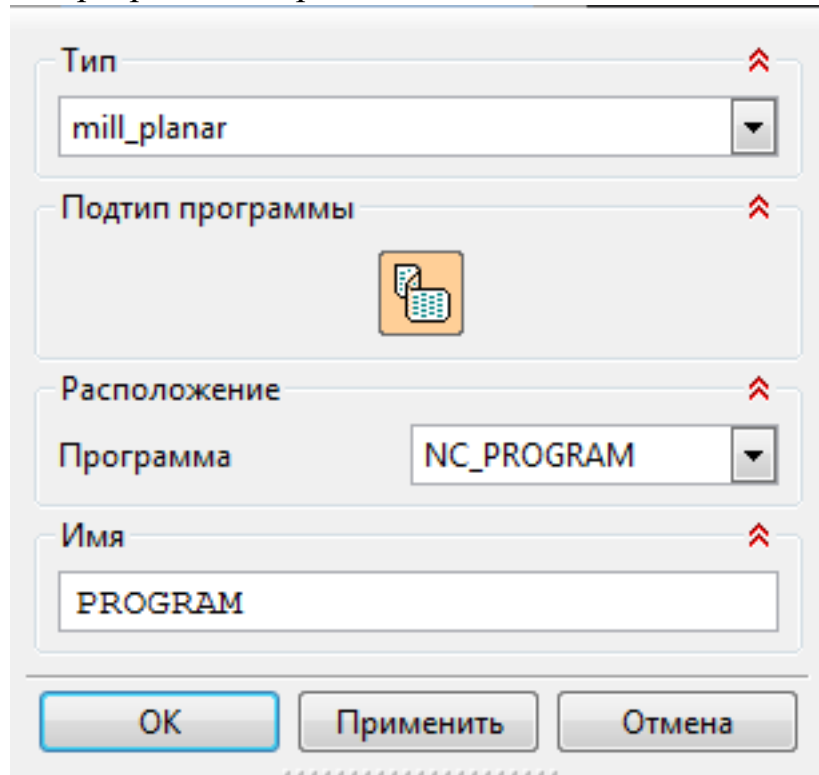 Тип
mill_planar
Подтип программы
Расположение
Программа NC_PROGRAM
Имя
PROGRAM
OK Применить Отмена